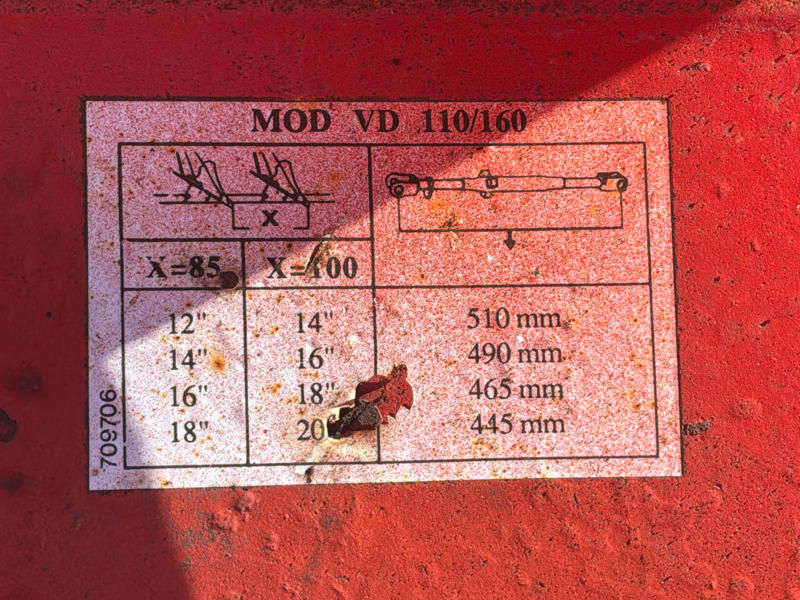 MOD VD 110/160
X
X=85 X=100
12" 14" 510 mm
14" 16" 490 mm
16" 18" 465 mm
18" 20 445 mm
709706